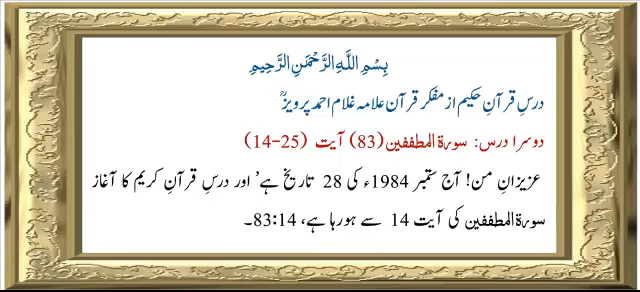 بِسْمِ اللَّهِ الرَّحْمَٰنِ الرَّحِيمِ
درسِ قرآنِ حکیم از مفکر قرآن علامہ غلام احمد پرویزؒ
دوسرا درس: سورۃ المطففین (83) آیت (14-25)
عزیزانِ من! آج ستمبر 1984ء کی 28 تاریخ ہے’ اور درسِ قرآنِ کریم کا آغاز
سورۃ المطففین کی آیت 14 سے ہورہا ہے، 83:14۔